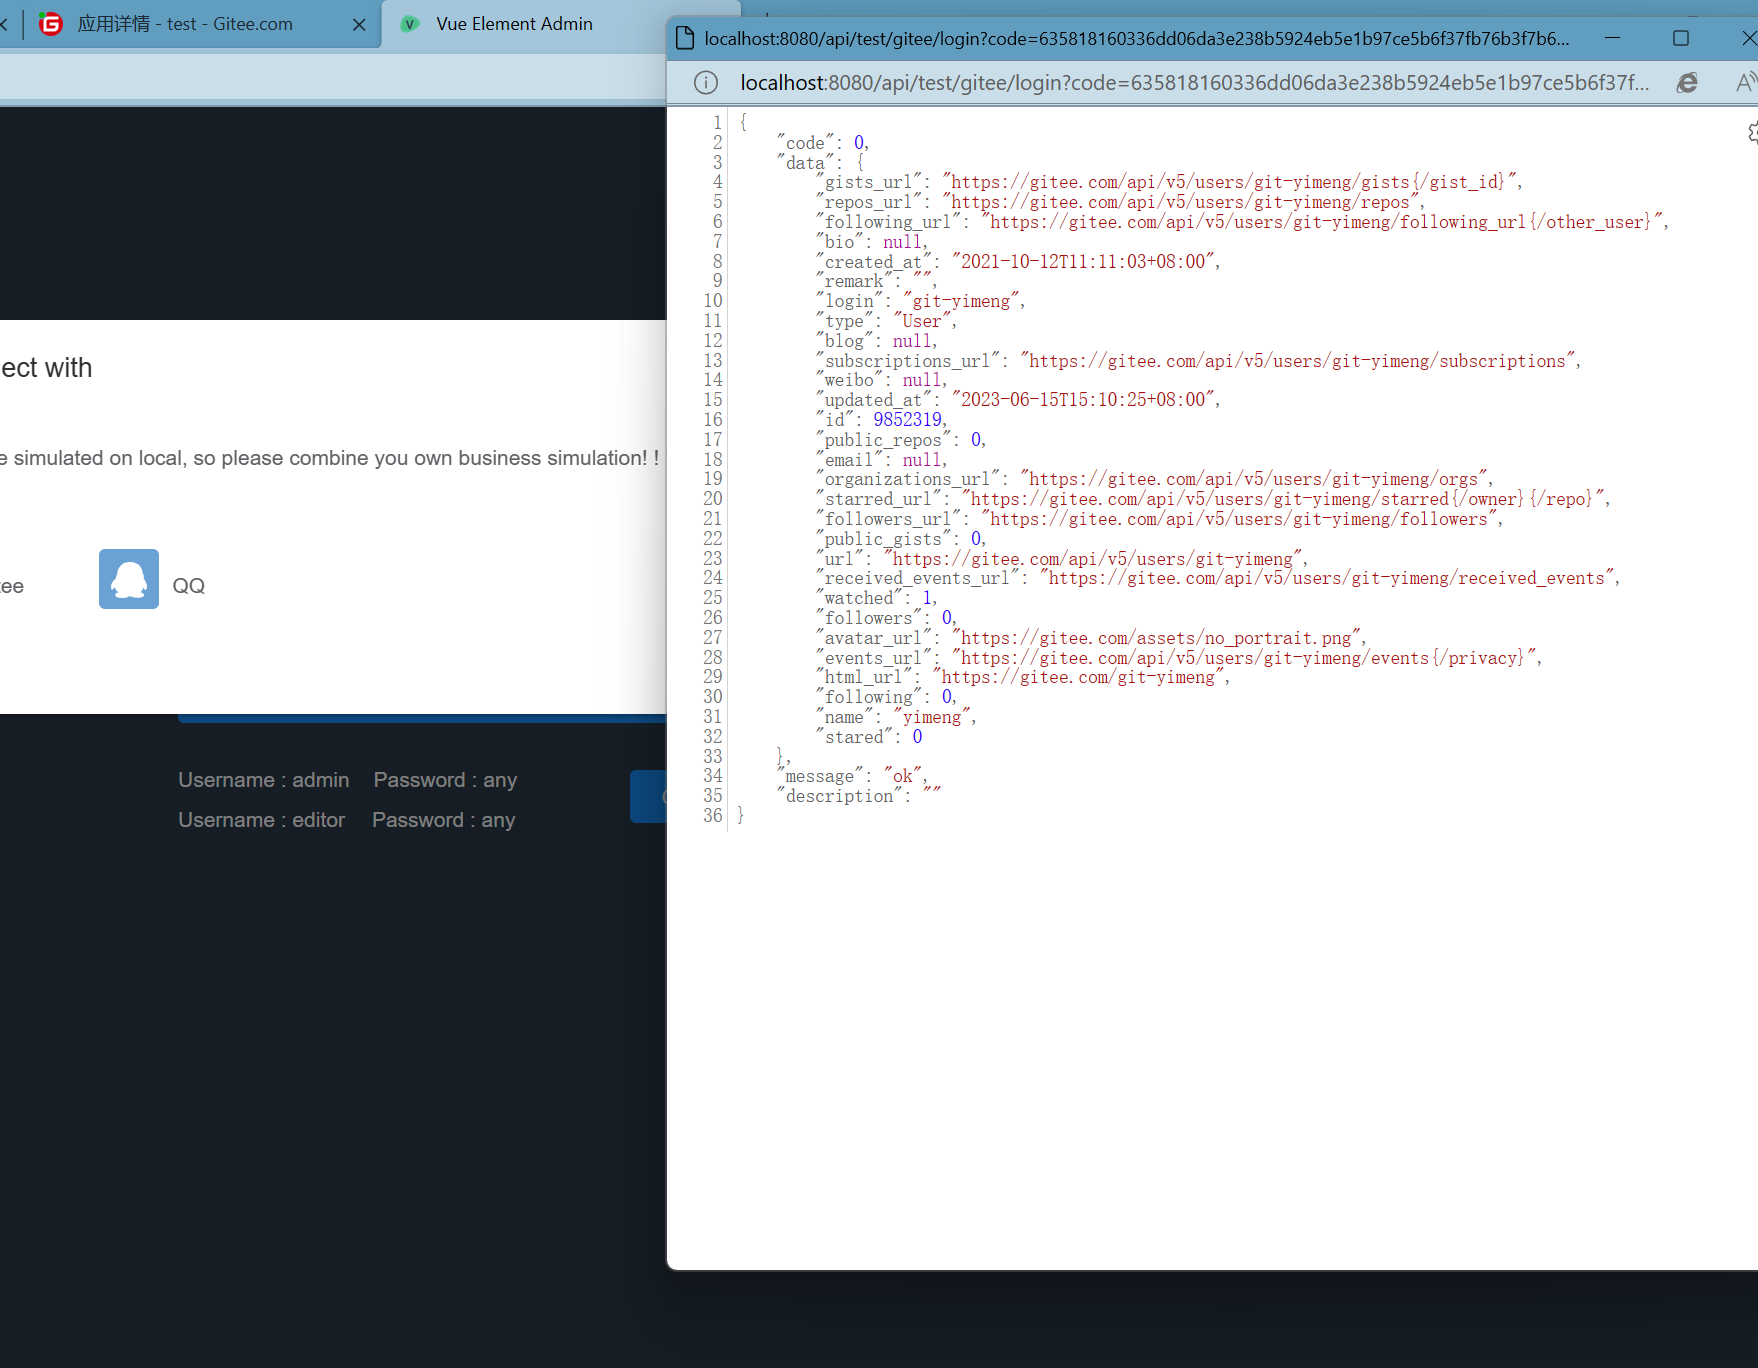 应用详情 - test - Gitee.com
Vue Element Admin
localhost:8080/api/test/gitee/login?code=635818160336dd06da3e238b5924eb5e1b97ce5b6f37fb76b3f7b6...
localhost:8080/api/test/gitee/login?code=635818160336dd06da3e238b5924eb5e1b97ce5b6f37f...
ect with
e simulated on local, so please combine you own business simulation! !
tee
QQ
Username : admin Password : any
Username : editor Password : any
1 {
2 "code": 0,
3 "data": {
4 "gists_url": "https://gitee.com/api/v5/users/git-yimeng/gists{/gist_id}",
5 "repos_url": "https://gitee.com/api/v5/users/git-yimeng/repos",
6 "following_url": "https://gitee.com/api/v5/users/git-yimeng/following_url{/other_user}",
7 "bio": null,
8 "created_at": "2021-10-12T11:11:03+08:00",
9 "remark": "",
10 "login": "git-yimeng",
11 "type": "User",
12 "blog": null,
13 "subscriptions_url": "https://gitee.com/api/v5/users/git-yimeng/subscriptions",
14 "weibo": null,
15 "updated_at": "2023-06-15T15:10:25+08:00",
16 "id": 9852319,
17 "public_repos": 0,
18 "email": null,
19 "organizations_url": "https://gitee.com/api/v5/users/git-yimeng/orgs",
20 "starred_url": "https://gitee.com/api/v5/users/git-yimeng/starred{/owner}{/repo}",
21 "followers_url": "https://gitee.com/api/v5/users/git-yimeng/followers",
22 "public_gists": 0,
23 "url": "https://gitee.com/api/v5/users/git-yimeng",
24 "received_events_url": "https://gitee.com/api/v5/users/git-yimeng/received_events",
25 "watched": 1,
26 "followers": 0,
27 "avatar_url": "https://gitee.com/assets/no_portrait.png",
28 "events_url": "https://gitee.com/api/v5/users/git-yimeng/events{/privacy}",
29 "html_url": "https://gitee.com/git-yimeng",
30 "following": 0,
31 "name": "yimeng",
32 "stared": 0
33 },
34 "message": "ok",
35 "description": ""
36 }